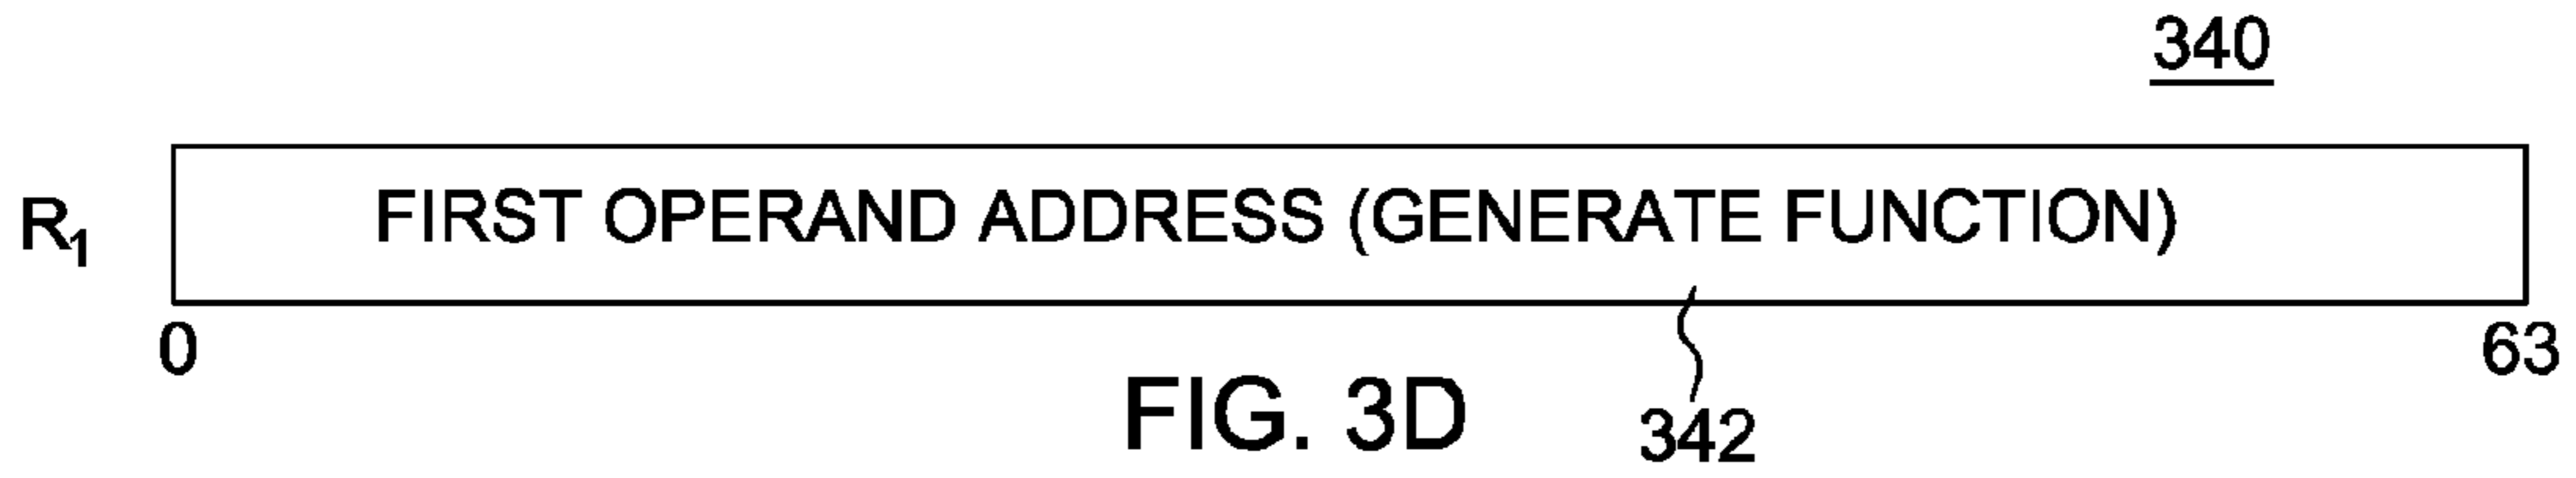 340
R₁ FIRST OPERAND ADDRESS (GENERATE FUNCTION)
0 63
342
FIG. 3D